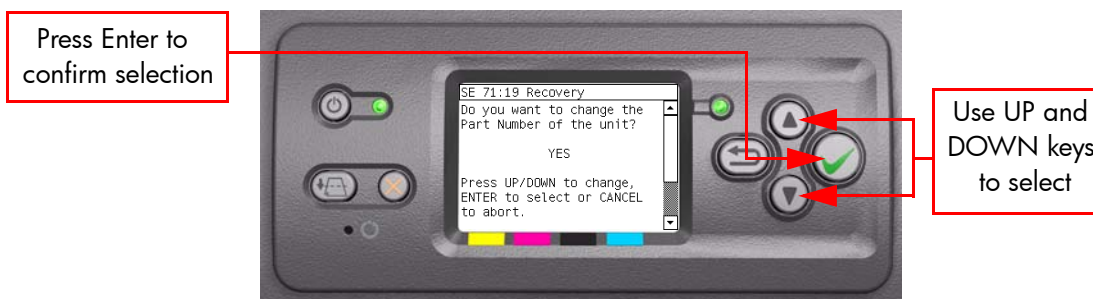 Press Enter to
confirm selection
SE 71:19 Recovery
Do you want to change the
Part Number of the unit?
YES
Press UP/DOWN to change,
ENTER to select or CANCEL
to abort.
Use UP and
DOWN keys
to select